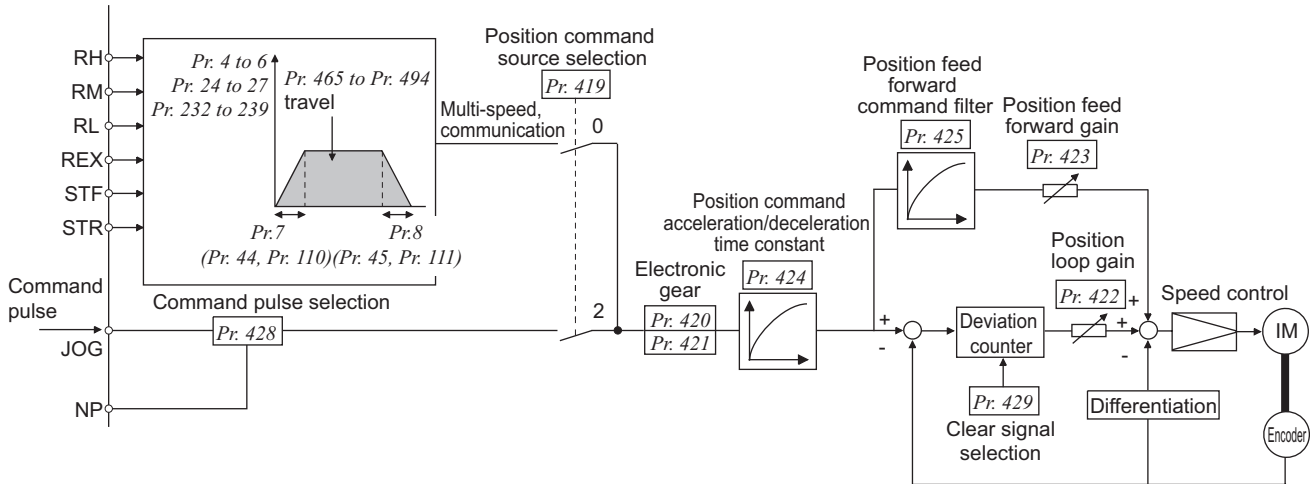 RH
RM
RL
REX
STF
STR
Pr. 4 to 6
Pr. 24 to 27
Pr. 232 to 239
Pr. 465 to Pr. 494
travel
Pr.7
(Pr. 44, Pr. 110)
Pr.8
(Pr. 45, Pr. 111)
Multi-speed,
communication
Position command
source selection
Pr. 419
0
2
Command
pulse
JOG
NP
Command pulse selection
Pr. 428
Electronic
gear
Pr. 420
Pr. 421
Position command
acceleration/deceleration
time constant
Pr. 424
Position feed
forward
command filter
Pr. 425
Position feed
forward gain
Pr. 423
+
-
Deviation
counter
Pr. 429
Clear signal
selection
Position
loop gain
Pr. 422
+
+
-
Differentiation
Speed control
IM
Encoder